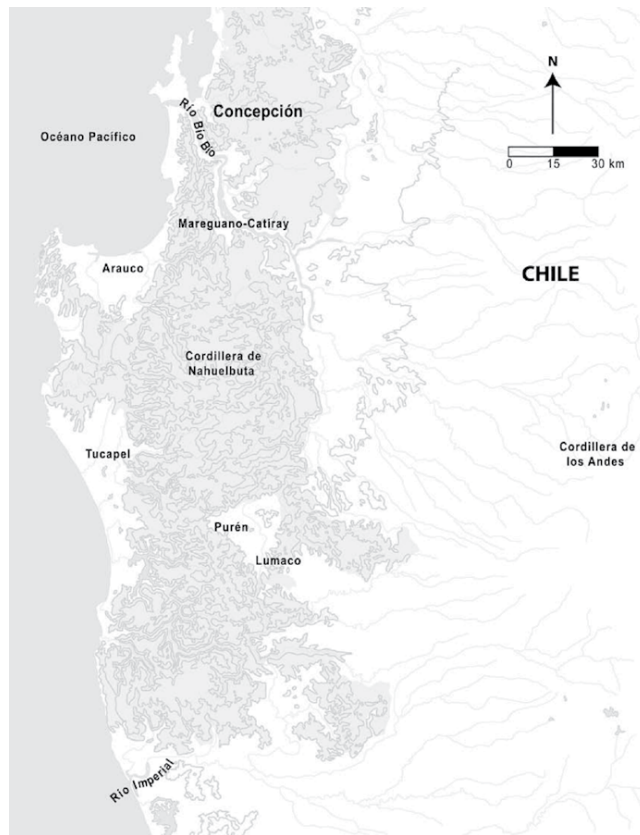 N
Océano Pacífico
Río Bío Bío
Concepción
0 15 30 km
Mareguano-Catiray
Arauco
CHILE
Cordillera de
Nahuelbuta
Tucapel
Cordillera de
los Andes
Purén
Lumaco
Río Imperial